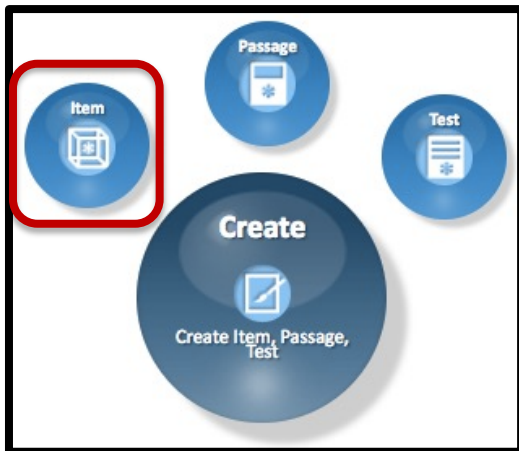 Passage
Item
Test
Create
Create Item, Passage,
Test